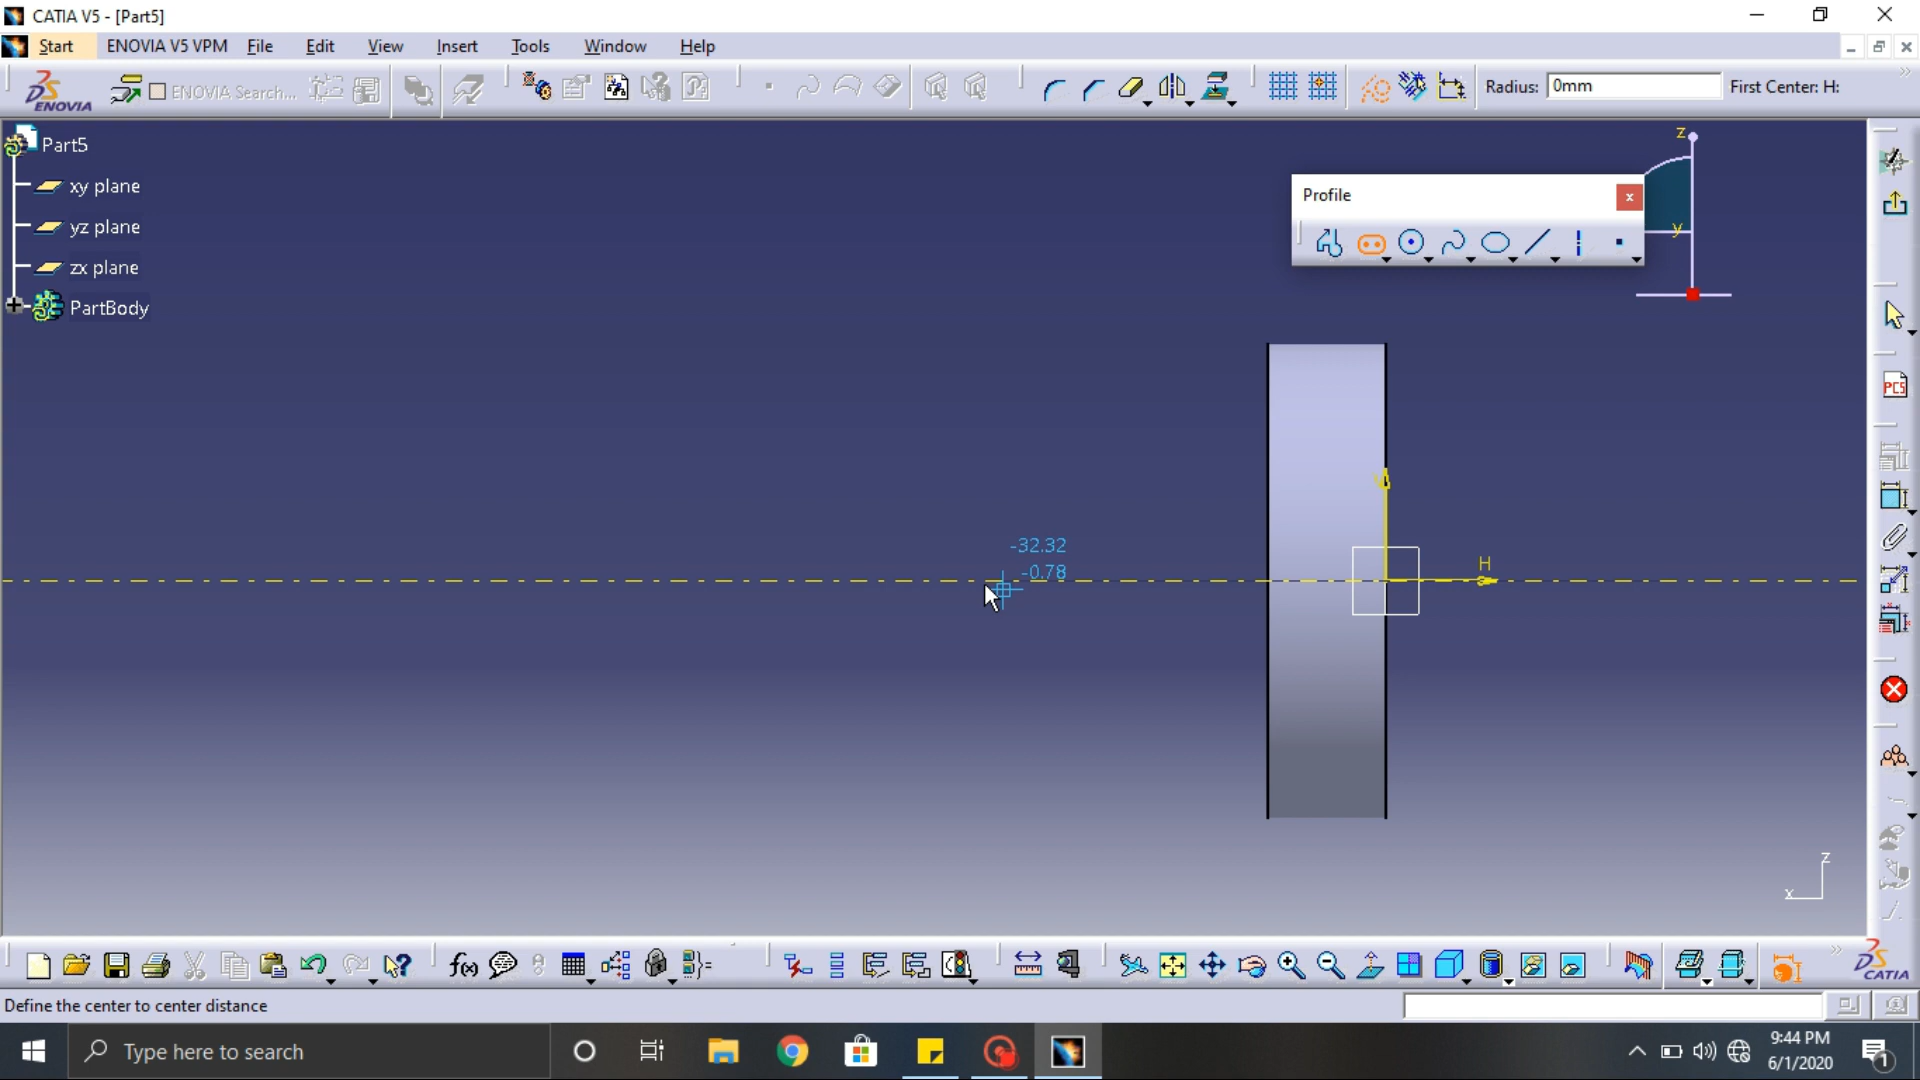 CATIA V5 - [Part5]
Start ENOVIA V5 VPM File Edit View Insert Tools Window Help
ENOVIA
ENOVIA Search...
Radius: 0mm First Center: H:
Part5
xy plane
yz plane
zx plane
PartBody
Profile
z
y
PCS
H
-32.32
-0.78
z
x
f(x)
CATIA
Define the center to center distance
Type here to search
9:44 PM
6/1/2020
1